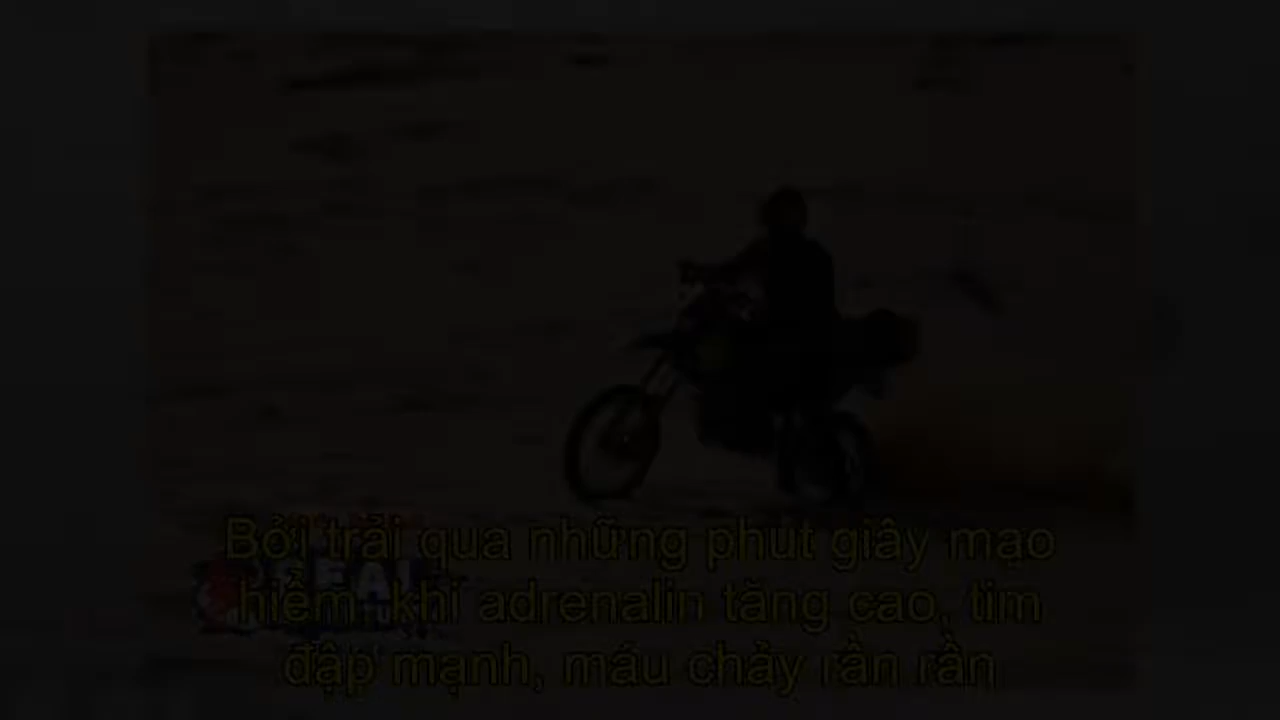 Bởi trải qua những phút giây mạo
hiểm, khi adrenalin tăng cao, tim
đập mạnh, máu chảy rần rần